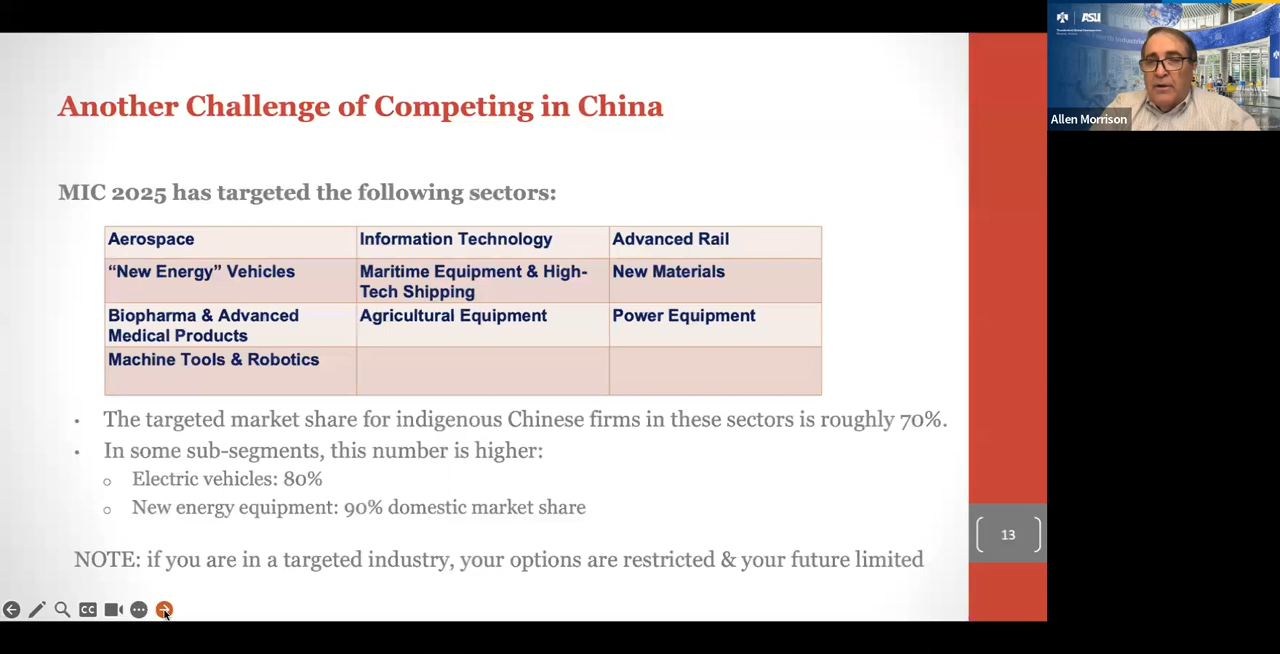 Another Challenge of Competing in China
MIC 2025 has targeted the following sectors:
Aerospace
Information Technology
Advanced Rail
“New Energy” Vehicles
Maritime Equipment & High-
Tech Shipping
New Materials
Biopharma & Advanced
Medical Products
Agricultural Equipment
Power Equipment
Machine Tools & Robotics
• The targeted market share for indigenous Chinese firms in these sectors is roughly 70%.
• In some sub-segments, this number is higher:
o Electric vehicles: 80%
o New energy equipment: 90% domestic market share
NOTE: if you are in a targeted industry, your options are restricted & your future limited
13
CC
ASU
Allen Morrison